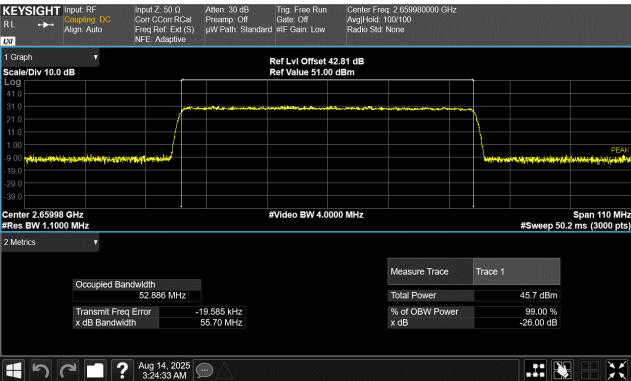 KEYSIGHT Input: RF Input Z: 50 Ω Atten: 30 dB Trig: Free Run Center Freq: 2.659980000 GHz
RL Coupling: DC Corr CCorr RCal Preamp: Off Gate: Off Avg|Hold: 100/100
Align: Auto Freq Ref: Ext (S) µW Path: Standard #IF Gain: Low Radio Std: None
LXI NFE: Adaptive
1 Graph
Ref Lvl Offset 42.81 dB
Scale/Div 10.0 dB Ref Value 51.00 dBm
Log
41.0
31.0
21.0
11.0
1.00
-9.00 PEAK
-19.0
-29.0
-39.0
Center 2.65998 GHz #Video BW 4.0000 MHz Span 110 MHz
#Res BW 1.1000 MHz #Sweep 50.2 ms (3000 pts)
2 Metrics
Measure Trace Trace 1
Occupied Bandwidth
52.886 MHz Total Power 45.7 dBm
Transmit Freq Error -19.585 kHz % of OBW Power 99.00 %
x dB Bandwidth 55.70 MHz x dB -26.00 dB
? Aug 14, 2025
3:24:33 AM